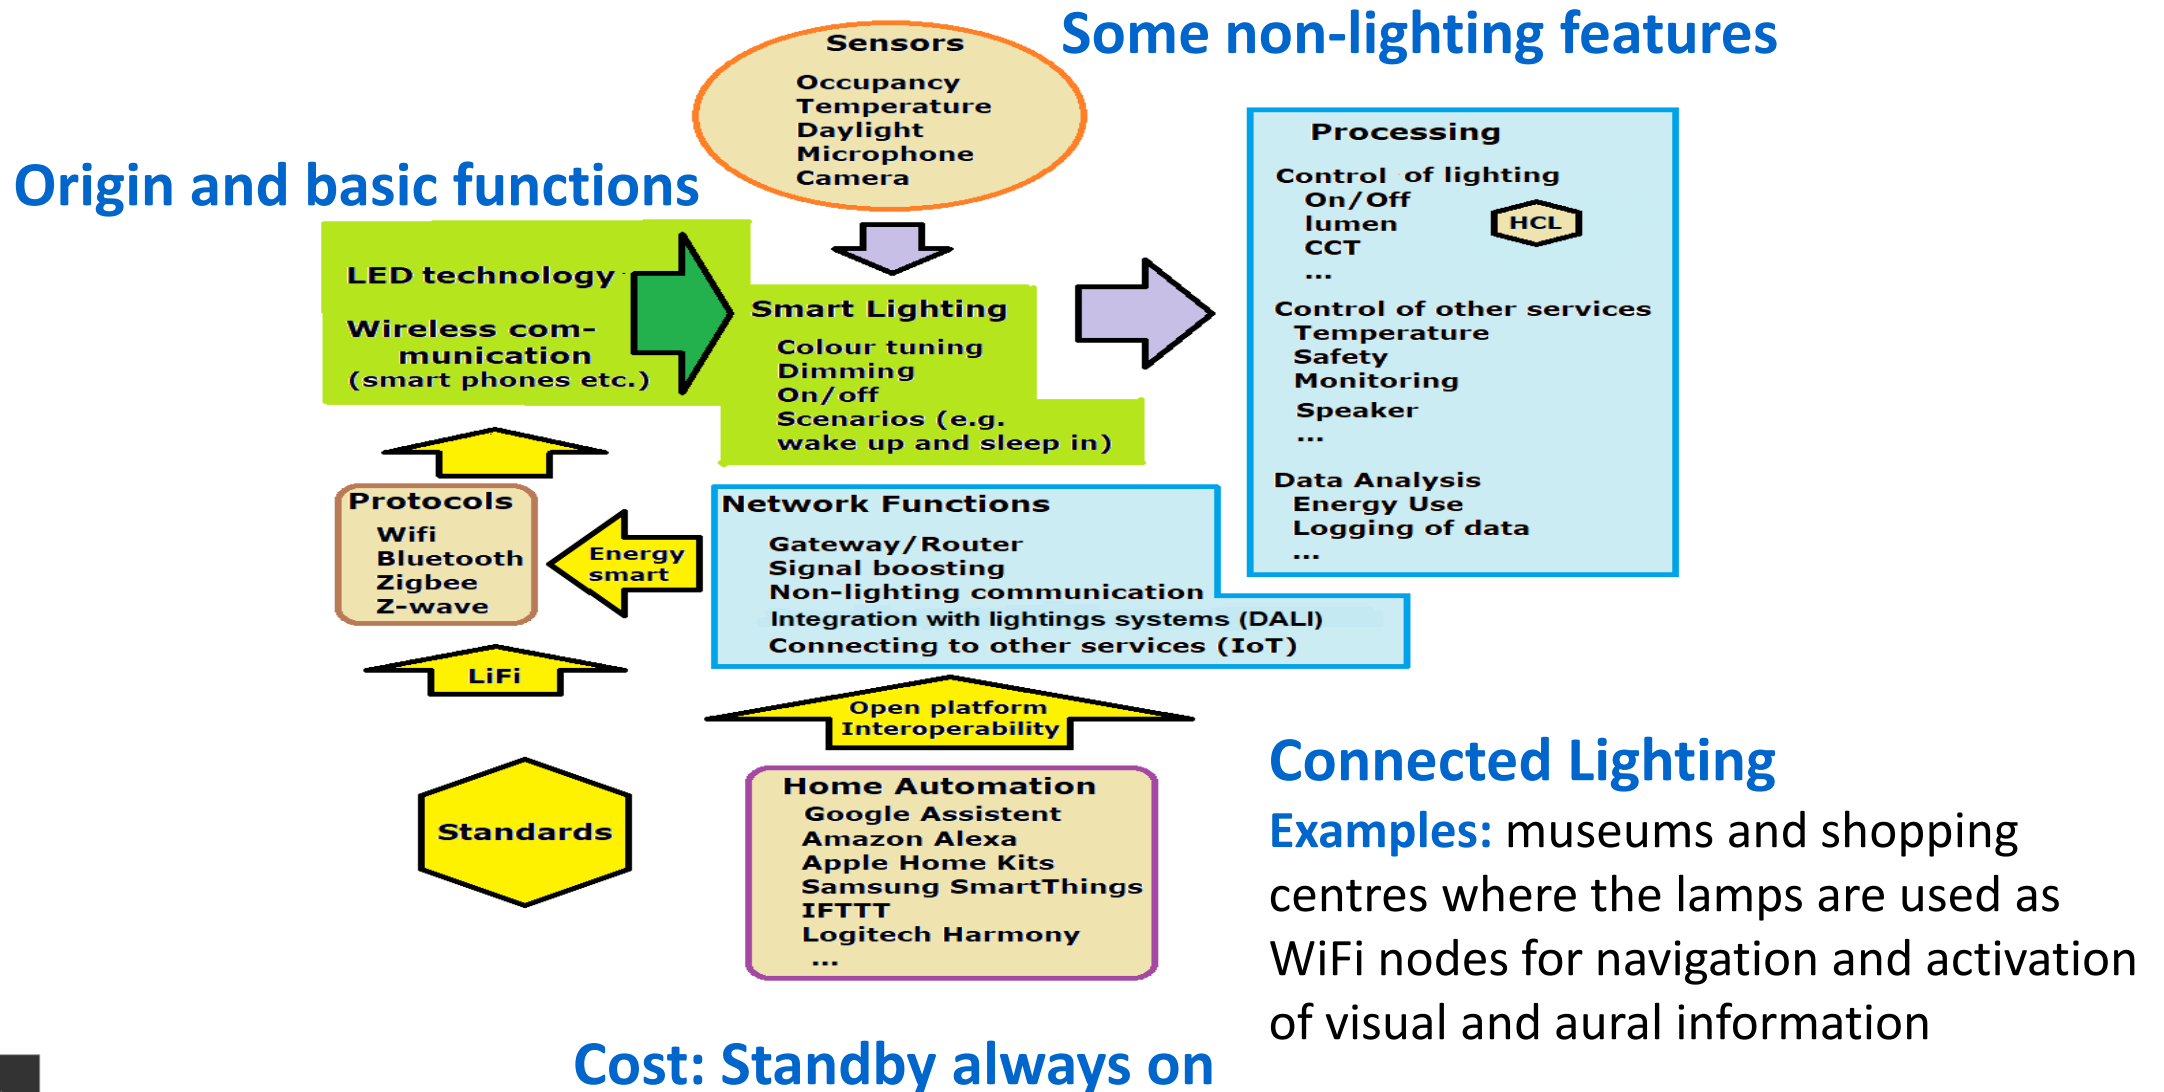 Some non-lighting features
Sensors
Occupancy
Temperature
Daylight
Microphone
Camera
Origin and basic functions
LED technology
Wireless com-
munication
(smart phones etc.)
Smart Lighting
Colour tuning
Dimming
On/off
Scenarios (e.g.
wake up and sleep in)
Processing
Control of lighting
On/Off
lumen
CCT
...
HCL
Control of other services
Temperature
Safety
Monitoring
Speaker
...
Data Analysis
Energy Use
Logging of data
...
Protocols
Wifi
Bluetooth
Zigbee
Z-wave
Energy
smart
Network Functions
Gateway/Router
Signal boosting
Non-lighting communication
Integration with lightings systems (DALI)
Connecting to other services (IoT)
LiFi
Open platform
Interoperability
Standards
Home Automation
Google Assistent
Amazon Alexa
Apple Home Kits
Samsung SmartThings
IFTTT
Logitech Harmony
...
Connected Lighting
Examples: museums and shopping
centres where the lamps are used as
WiFi nodes for navigation and activation
of visual and aural information
Cost: Standby always on